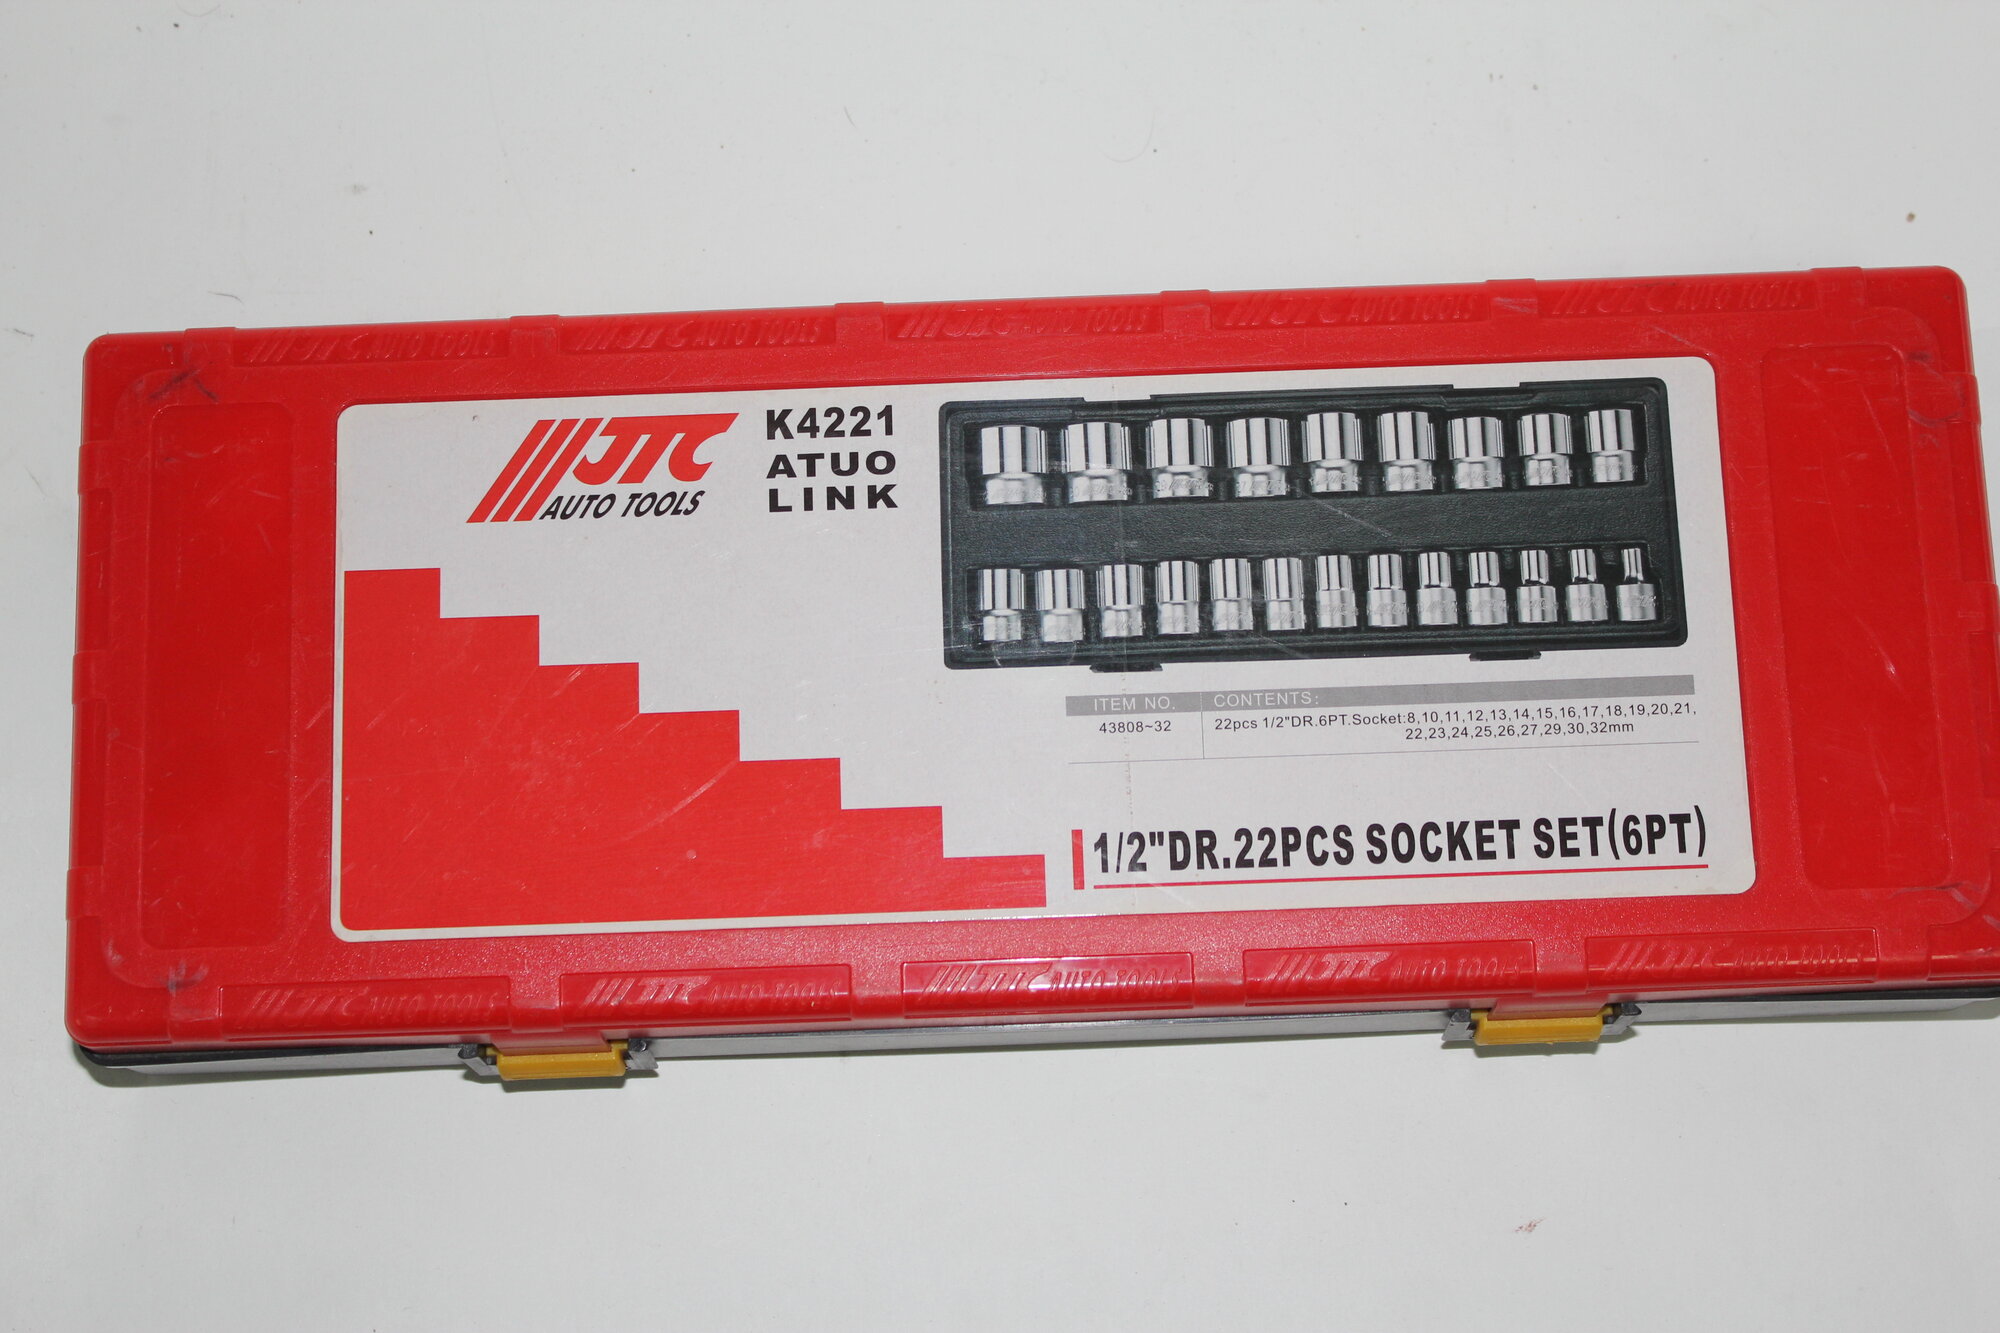 JTC AUTO TOOLS JTC AUTO TOOLS JTC AUTO TOOLS JTC AUTO TOOLS JTC AUTO TOOLS
JTC
AUTO TOOLS
K4221
ATUO
LINK
ITEM NO. CONTENTS:
43808~32 22pcs 1/2"DR.6PT.Socket:8,10,11,12,13,14,15,16,17,18,19,20,21,
22,23,24,25,26,27,29,30,32mm
1/2"DR.22PCS SOCKET SET(6PT)
JTC AUTO TOOLS JTC AUTO TOOLS JTC AUTO TOOLS JTC AUTO TOOLS JTC AUTO TOOLS